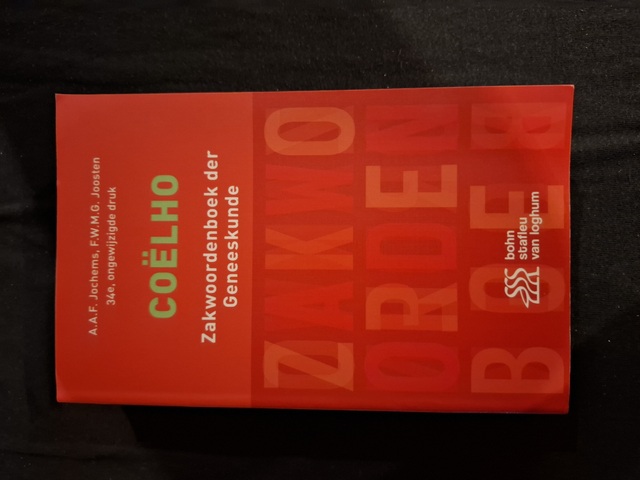 A.A.F. Jochems, F.W.M.G. Joosten
34e, ongewijzigde druk
COËLHO
Zakwoordenboek der
Geneeskunde
ZAKWO
ORDEN
BOEK
bohn
stafleu
van loghum